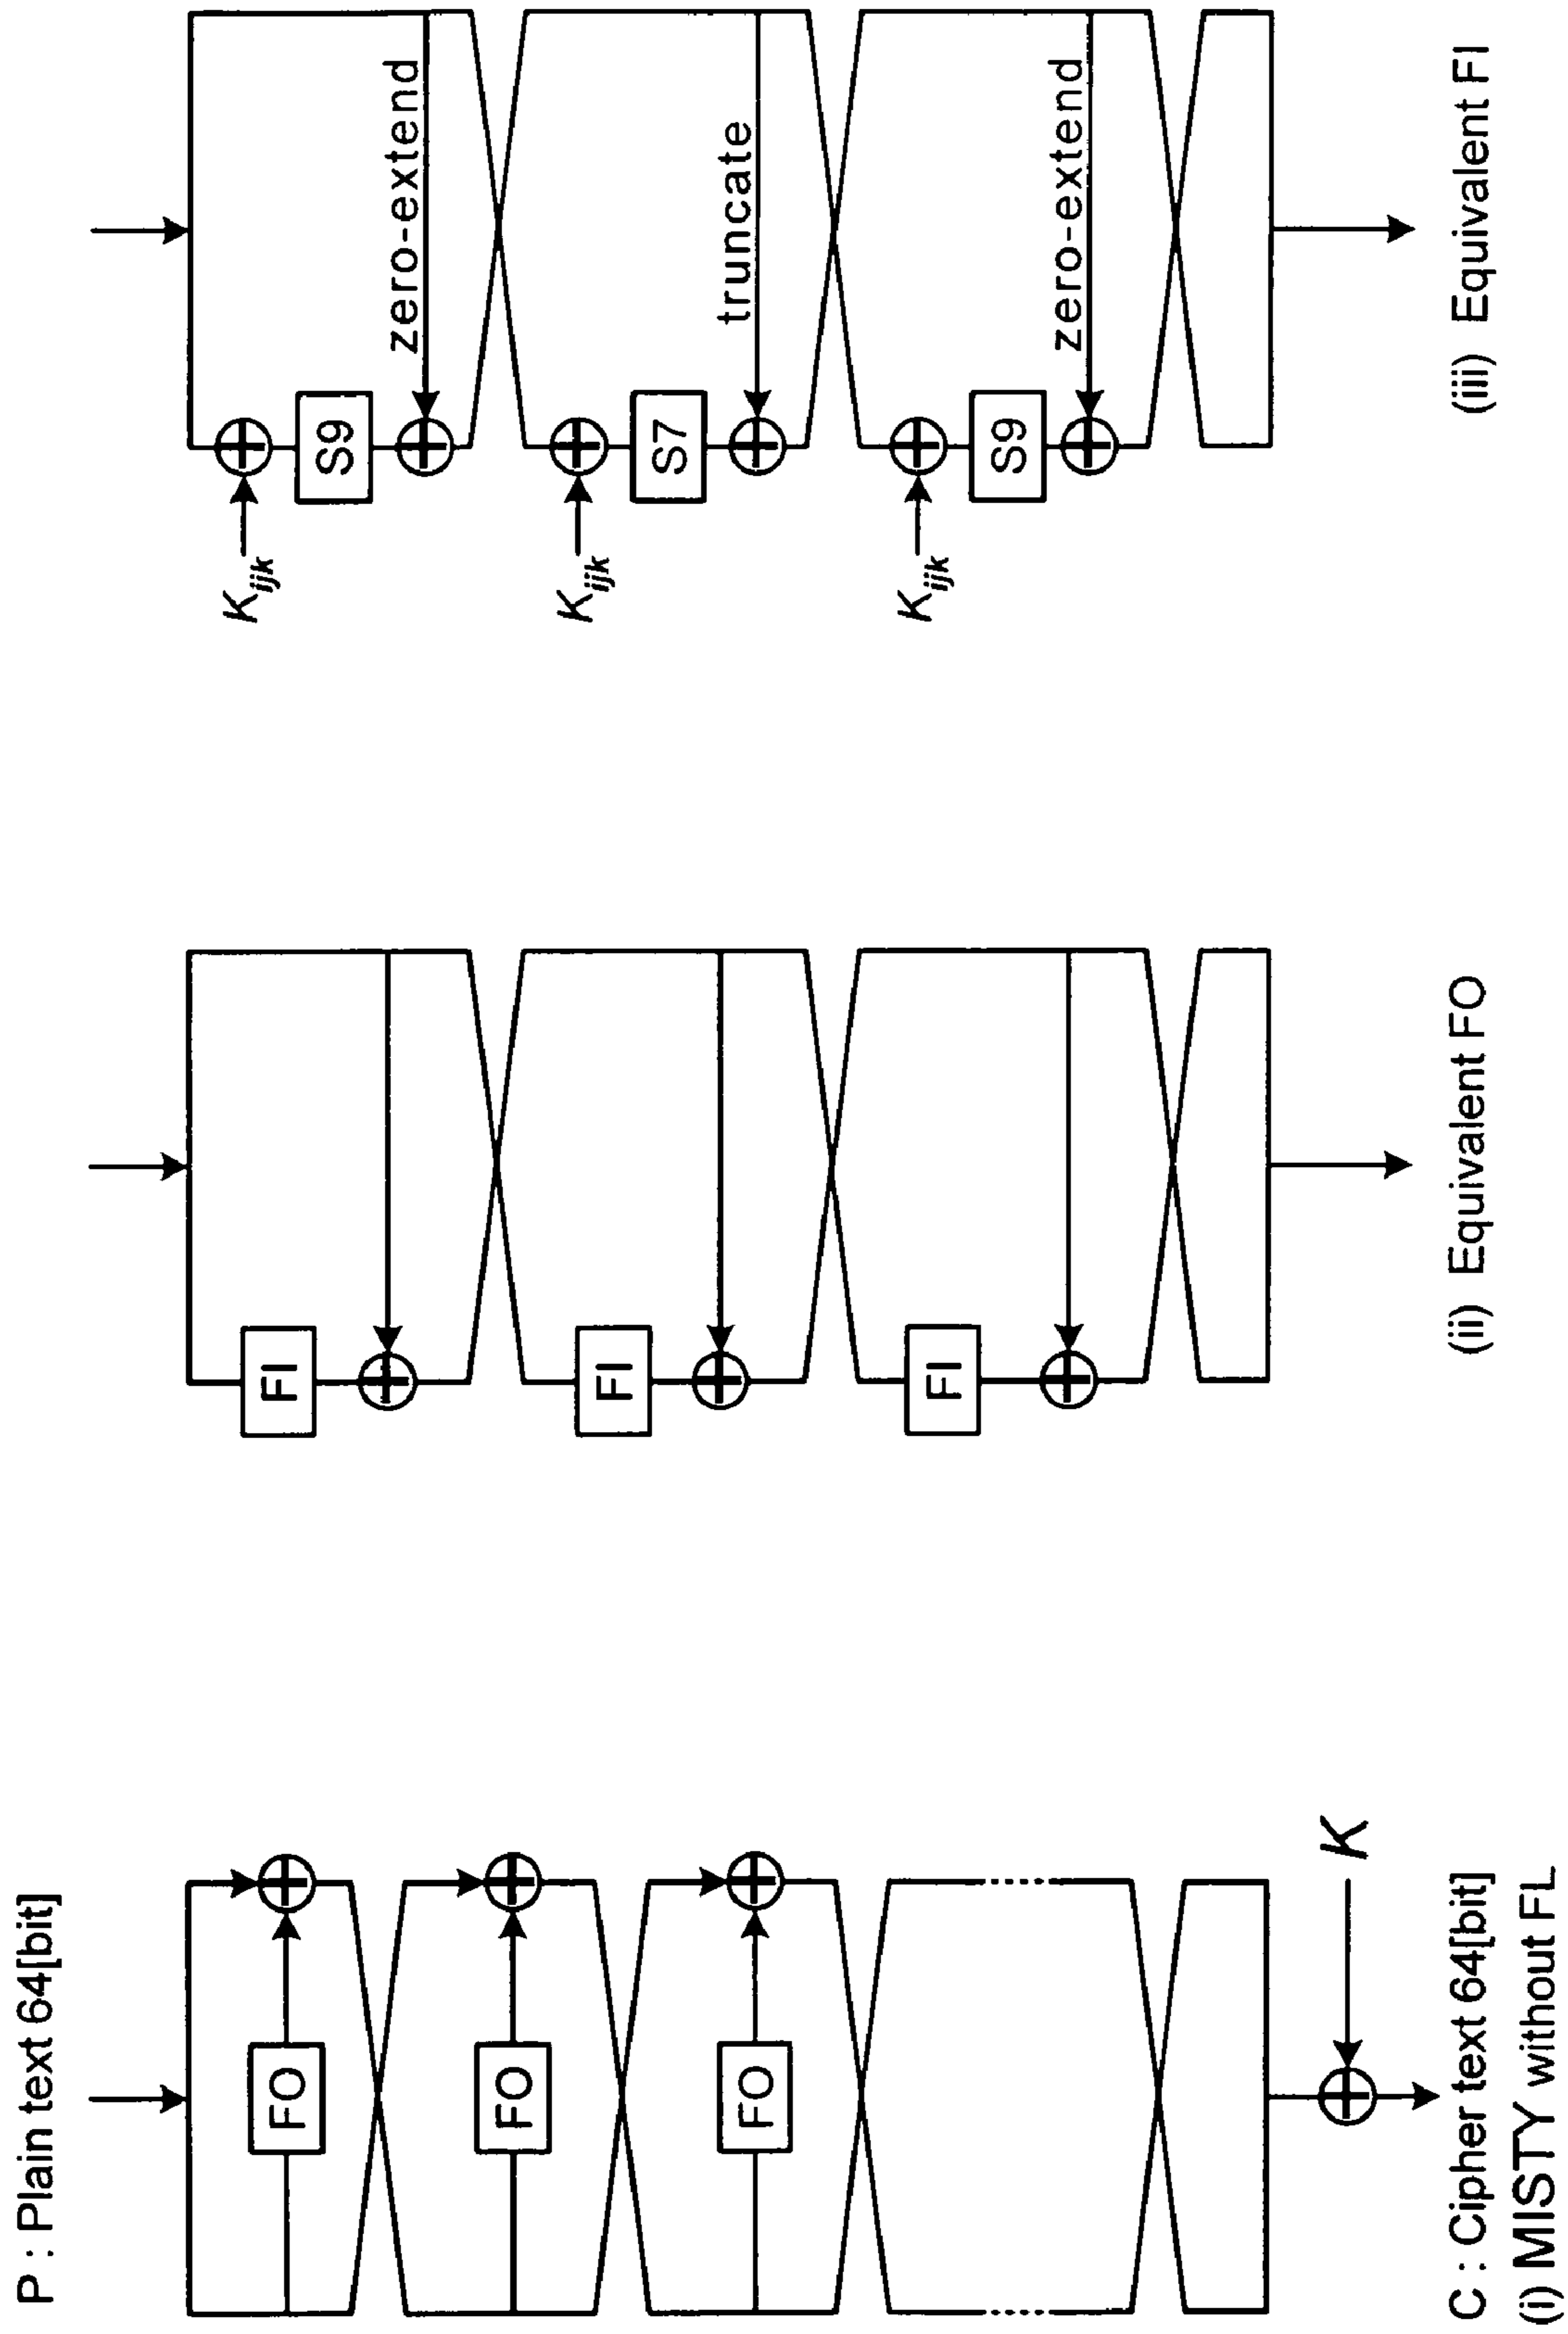 P : Plain text 64[bit]
FO
FO
FO
K
C : Cipher text 64[bit]
(i) MISTY without FL
FI
FI
FI
(ii) Equivalent FO
K_ijk
S9
zero-extend
K_ijk
S7
truncate
K_ijk
S9
zero-extend
(iii) Equivalent FI